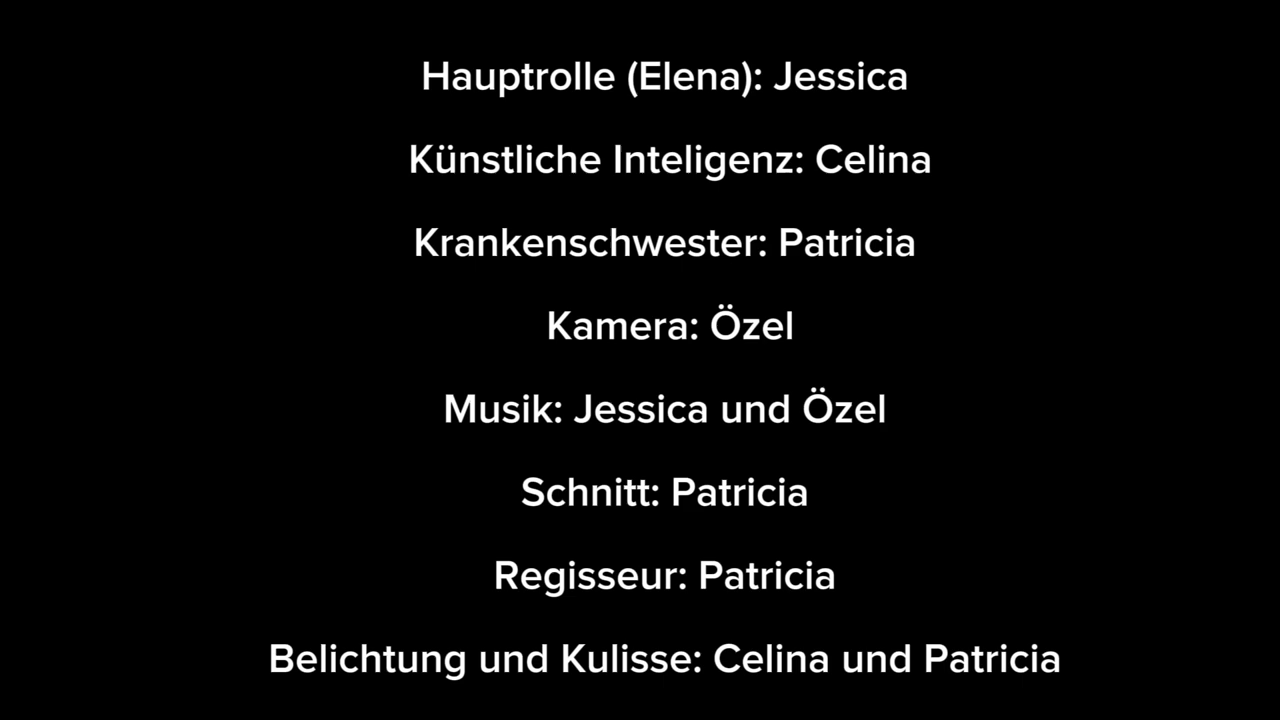 Hauptrolle (Elena): Jessica
Künstliche Inteligenz: Celina
Krankenschwester: Patricia
Kamera: Özel
Musik: Jessica und Özel
Schnitt: Patricia
Regisseur: Patricia
Belichtung und Kulisse: Celina und Patricia